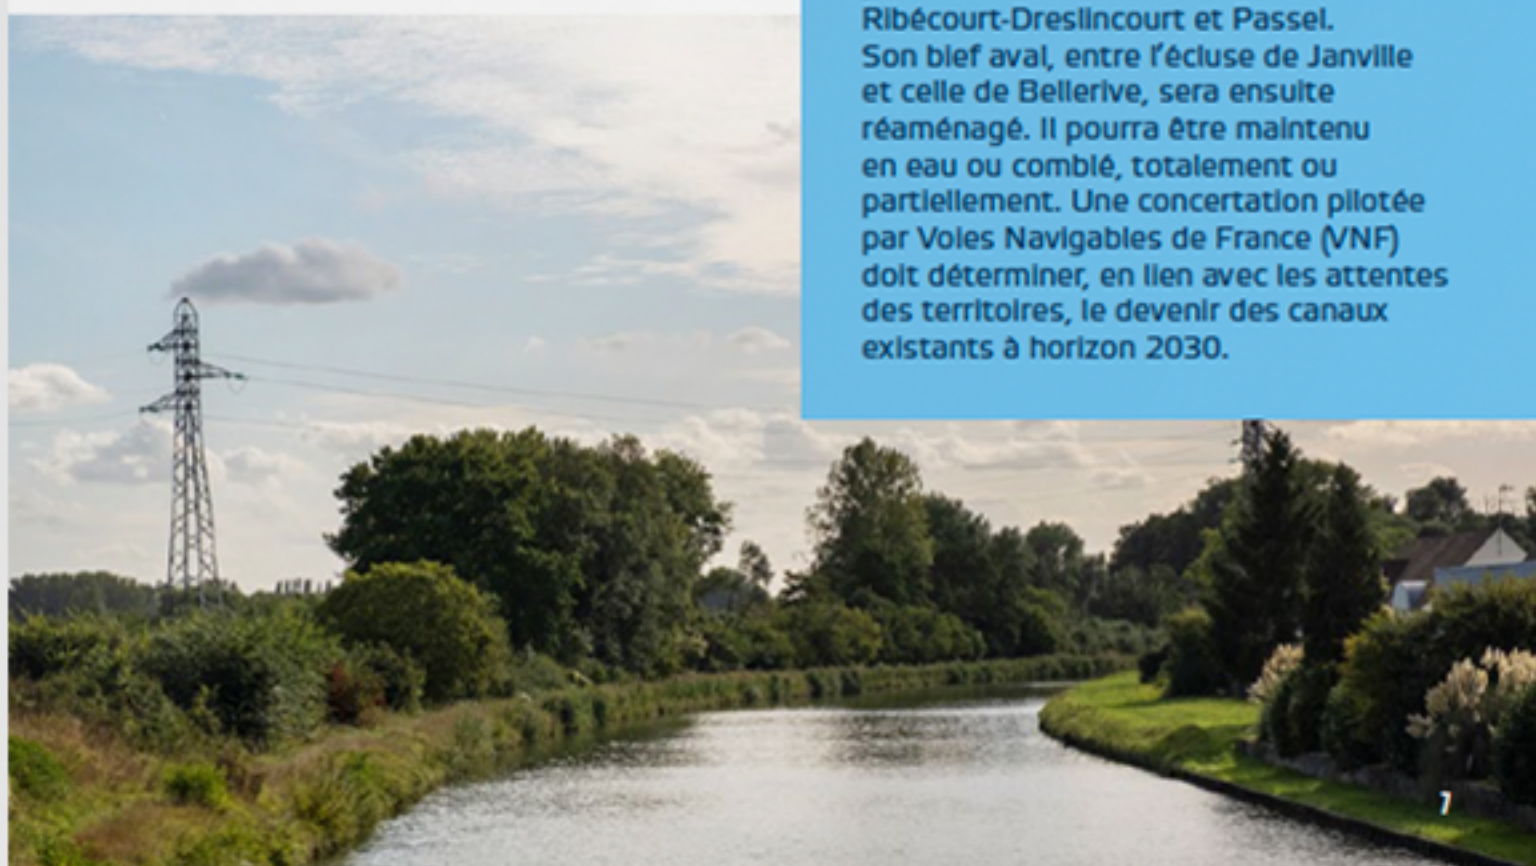 Ribécourt-Dreslincourt et Passel.
Son bief aval, entre l'écluse de Janville
et celle de Bellerive, sera ensuite
réaménagé. Il pourra être maintenu
en eau ou comblé, totalement ou
partiellement. Une concertation pilotée
par Voies Navigables de France (VNF)
doit déterminer, en lien avec les attentes
des territoires, le devenir des canaux
existants à horizon 2030.
7